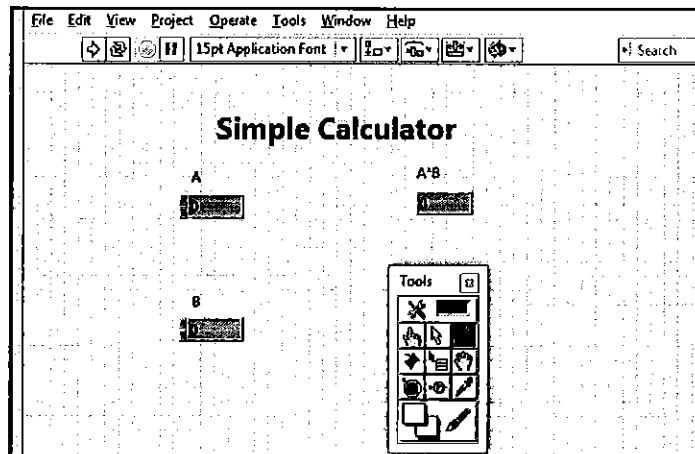 File Edit View Project Operate Tools Window Help
15pt Application Font Search
Simple Calculator
A
A*B
B
Tools